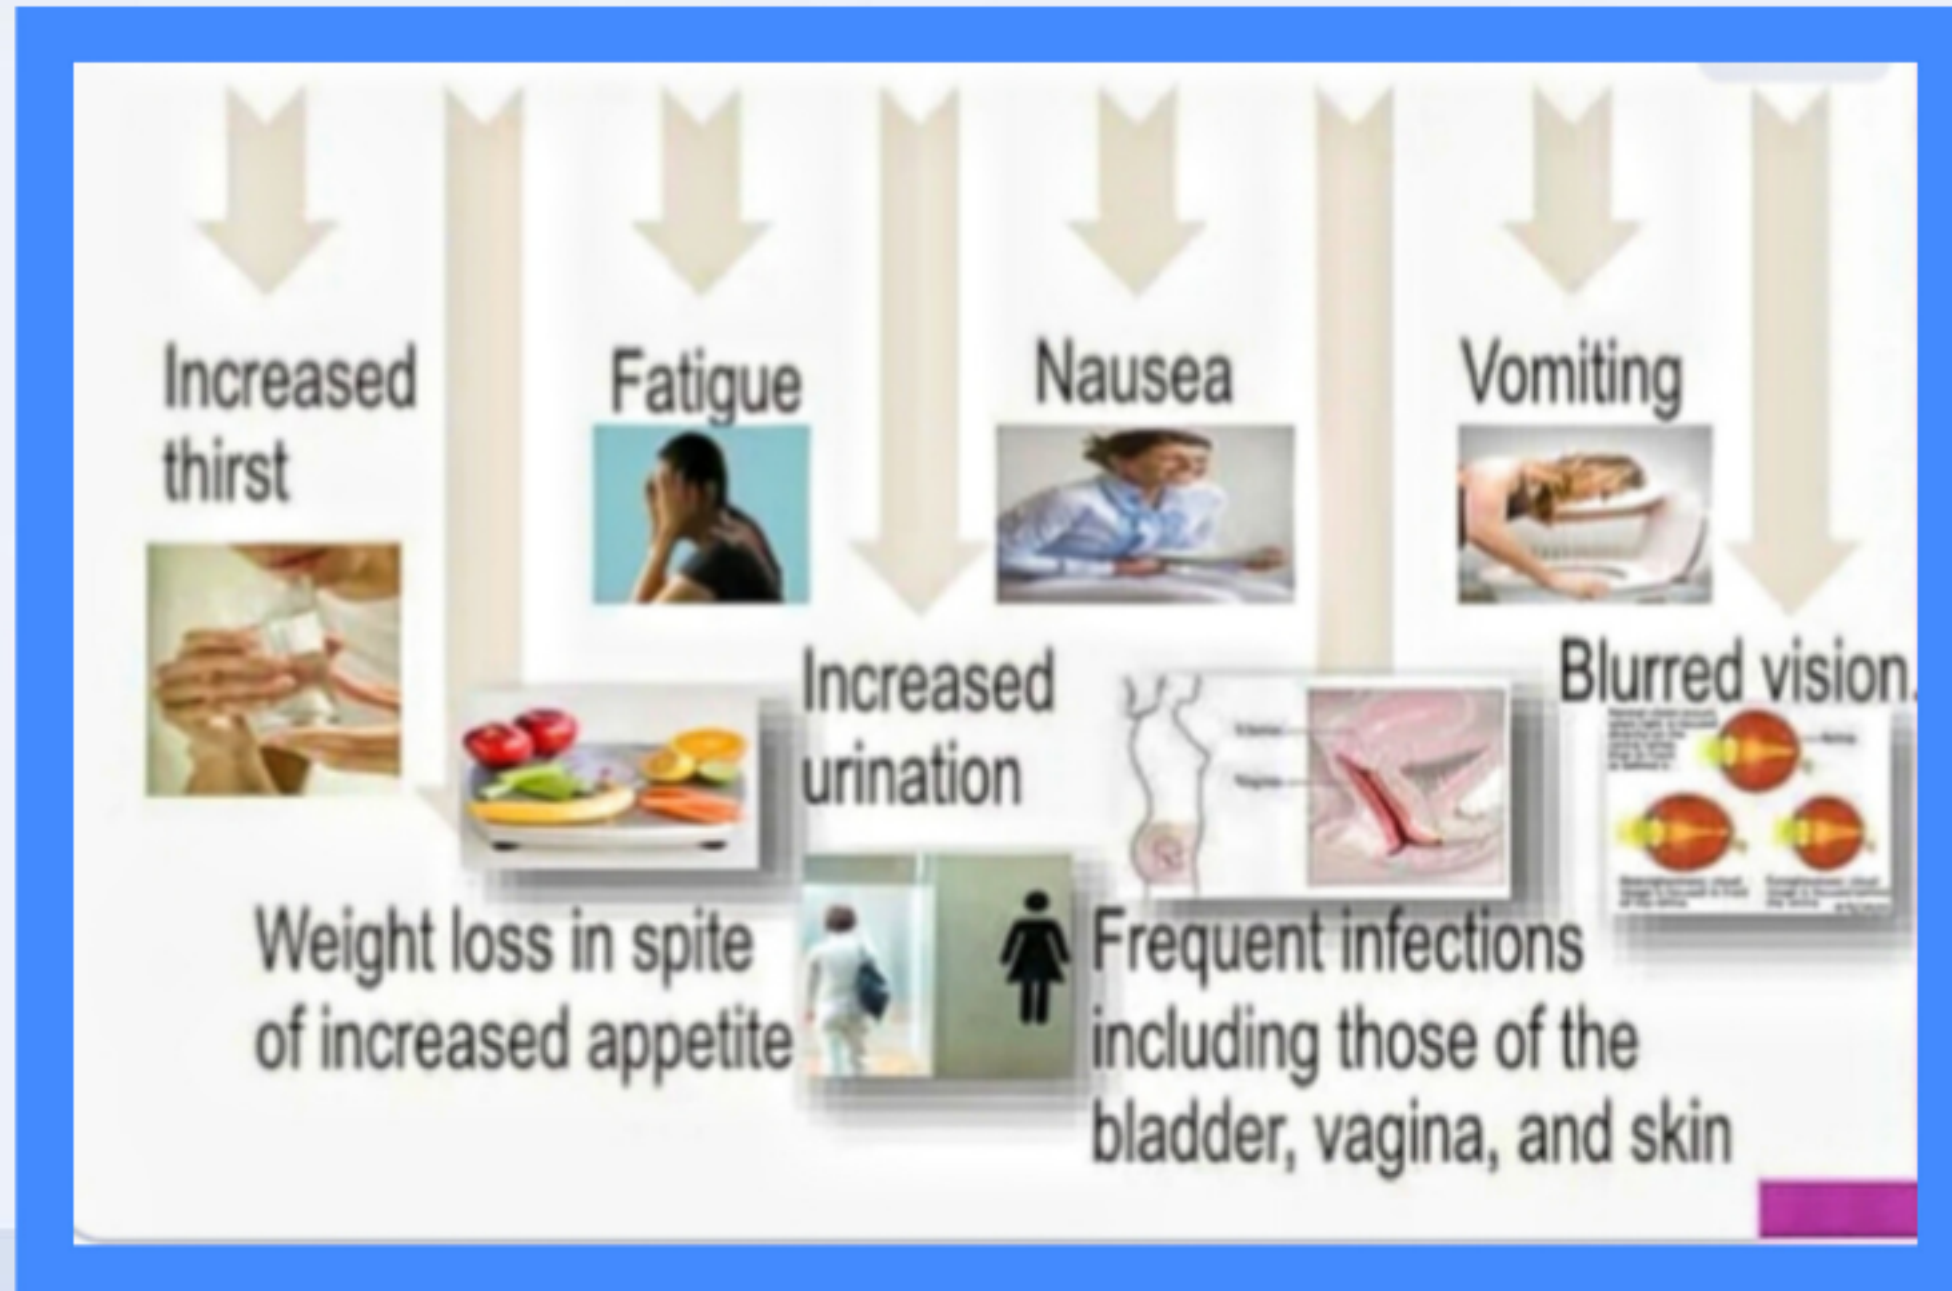 Increased
thirst
Fatigue
Nausea
Vomiting
Increased
urination
Blurred vision.
Weight loss in spite
of increased appetite
Frequent infections
including those of the
bladder, vagina, and skin